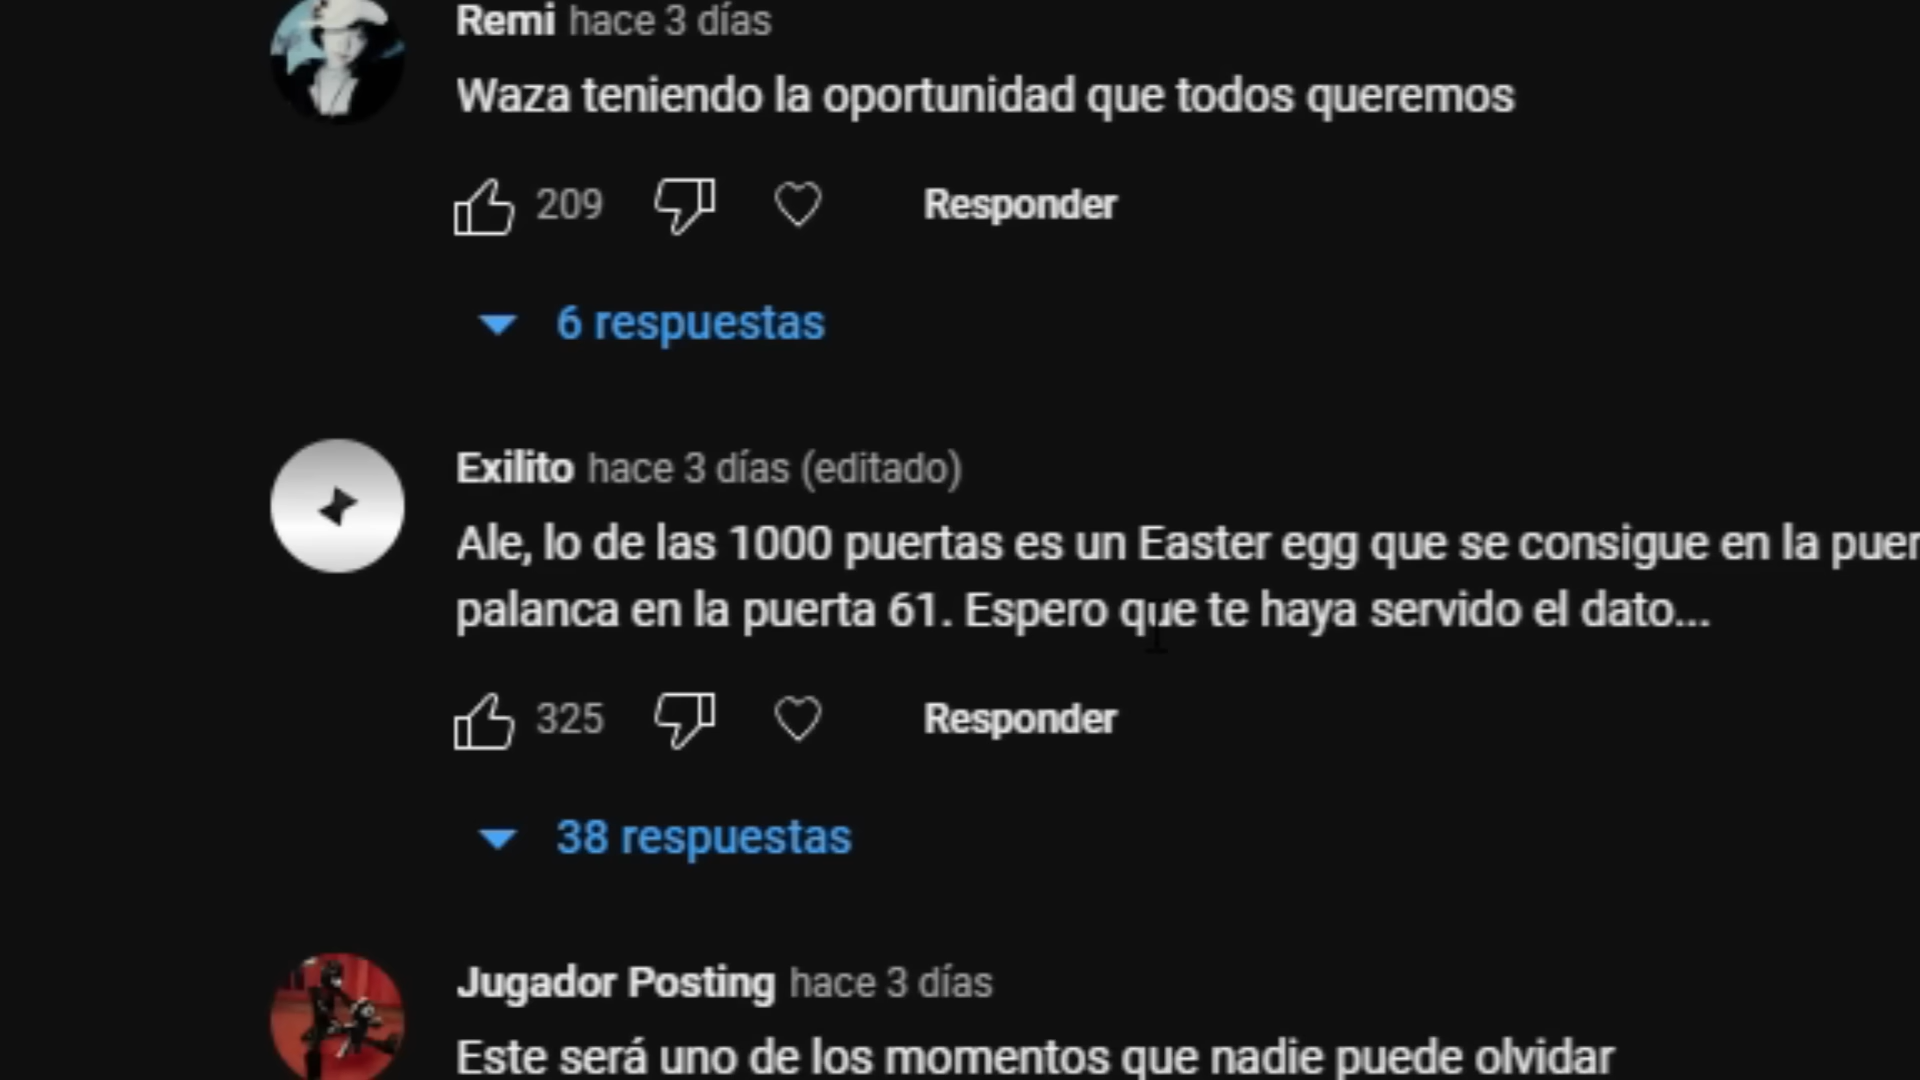 Remi hace 3 días
Waza teniendo la oportunidad que todos queremos
209 Responder
6 respuestas
Exilito hace 3 días (editado)
Ale, lo de las 1000 puertas es un Easter egg que se consigue en la
palanca en la puerta 61. Espero que te haya servido el dato...
325 Responder
38 respuestas
Jugador Posting hace 3 días
Este será uno de los momentos que nadie puede olvidar